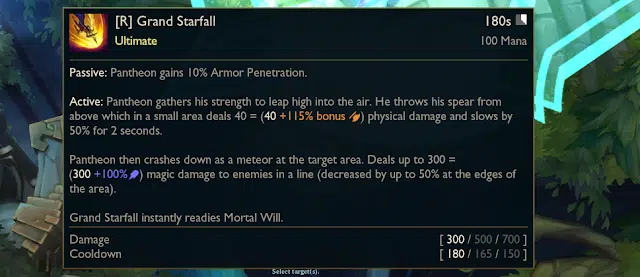 [R] Grand Starfall 180s
Ultimate 100 Mana
Passive: Pantheon gains 10% Armor Penetration.
Active: Pantheon gathers his strength to leap high into the air. He throws his spear from
above which in a small area deals 40 = (40 +115% bonus ) physical damage and slows by
50% for 2 seconds.
Pantheon then crashes down as a meteor at the target area. Deals up to 300 =
(300 +100% ) magic damage to enemies in a line (decreased by up to 50% at the edges of
the area).
Grand Starfall instantly readies Mortal Will.
Damage [ 300 / 500 / 700 ]
Cooldown [ 180 / 165 / 150 ]
Select target(s).